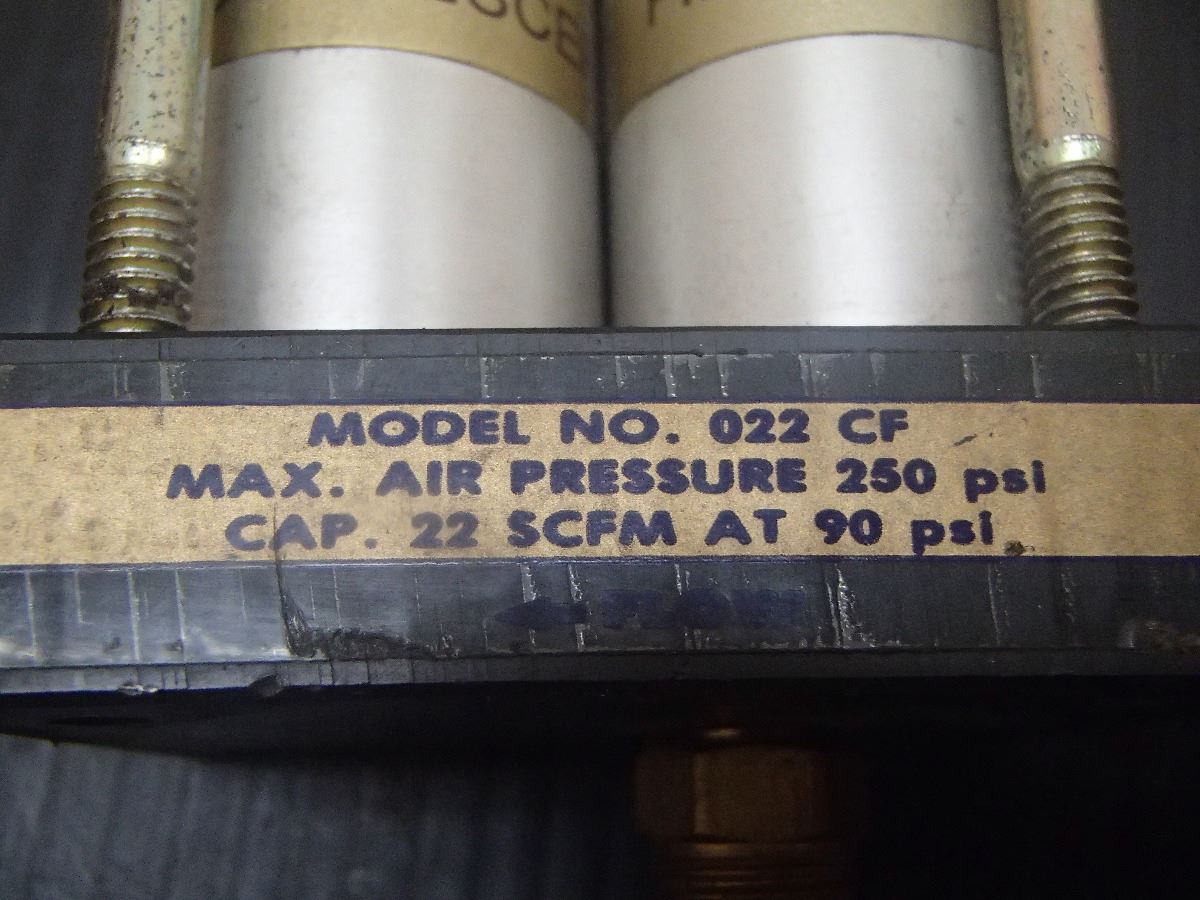 MODEL NO. 022 CF
MAX. AIR PRESSURE 250 psi
CAP. 22 SCFM AT 90 psi